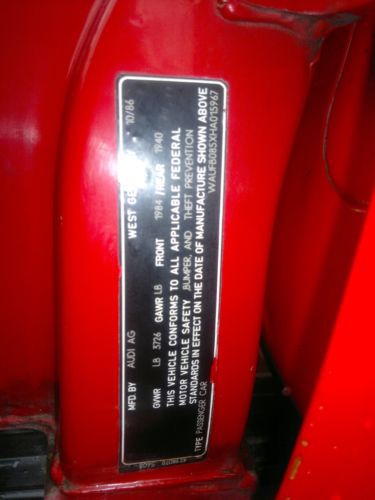 MFD. BY AUDI AG WEST GE 10/86
GVWR LB 3726 GAWR LB FRONT 1984 / REAR 1940
THIS VEHICLE CONFORMS TO ALL APPLICABLE FEDERAL
MOTOR VEHICLE SAFETY ,BUMPER, AND THEFT PREVENTION
STANDARDS IN EFFECT ON THE DATE OF MANUFACTURE SHOWN ABOVE
TYPE PASSENGER CAR WAUFB085XHA015967